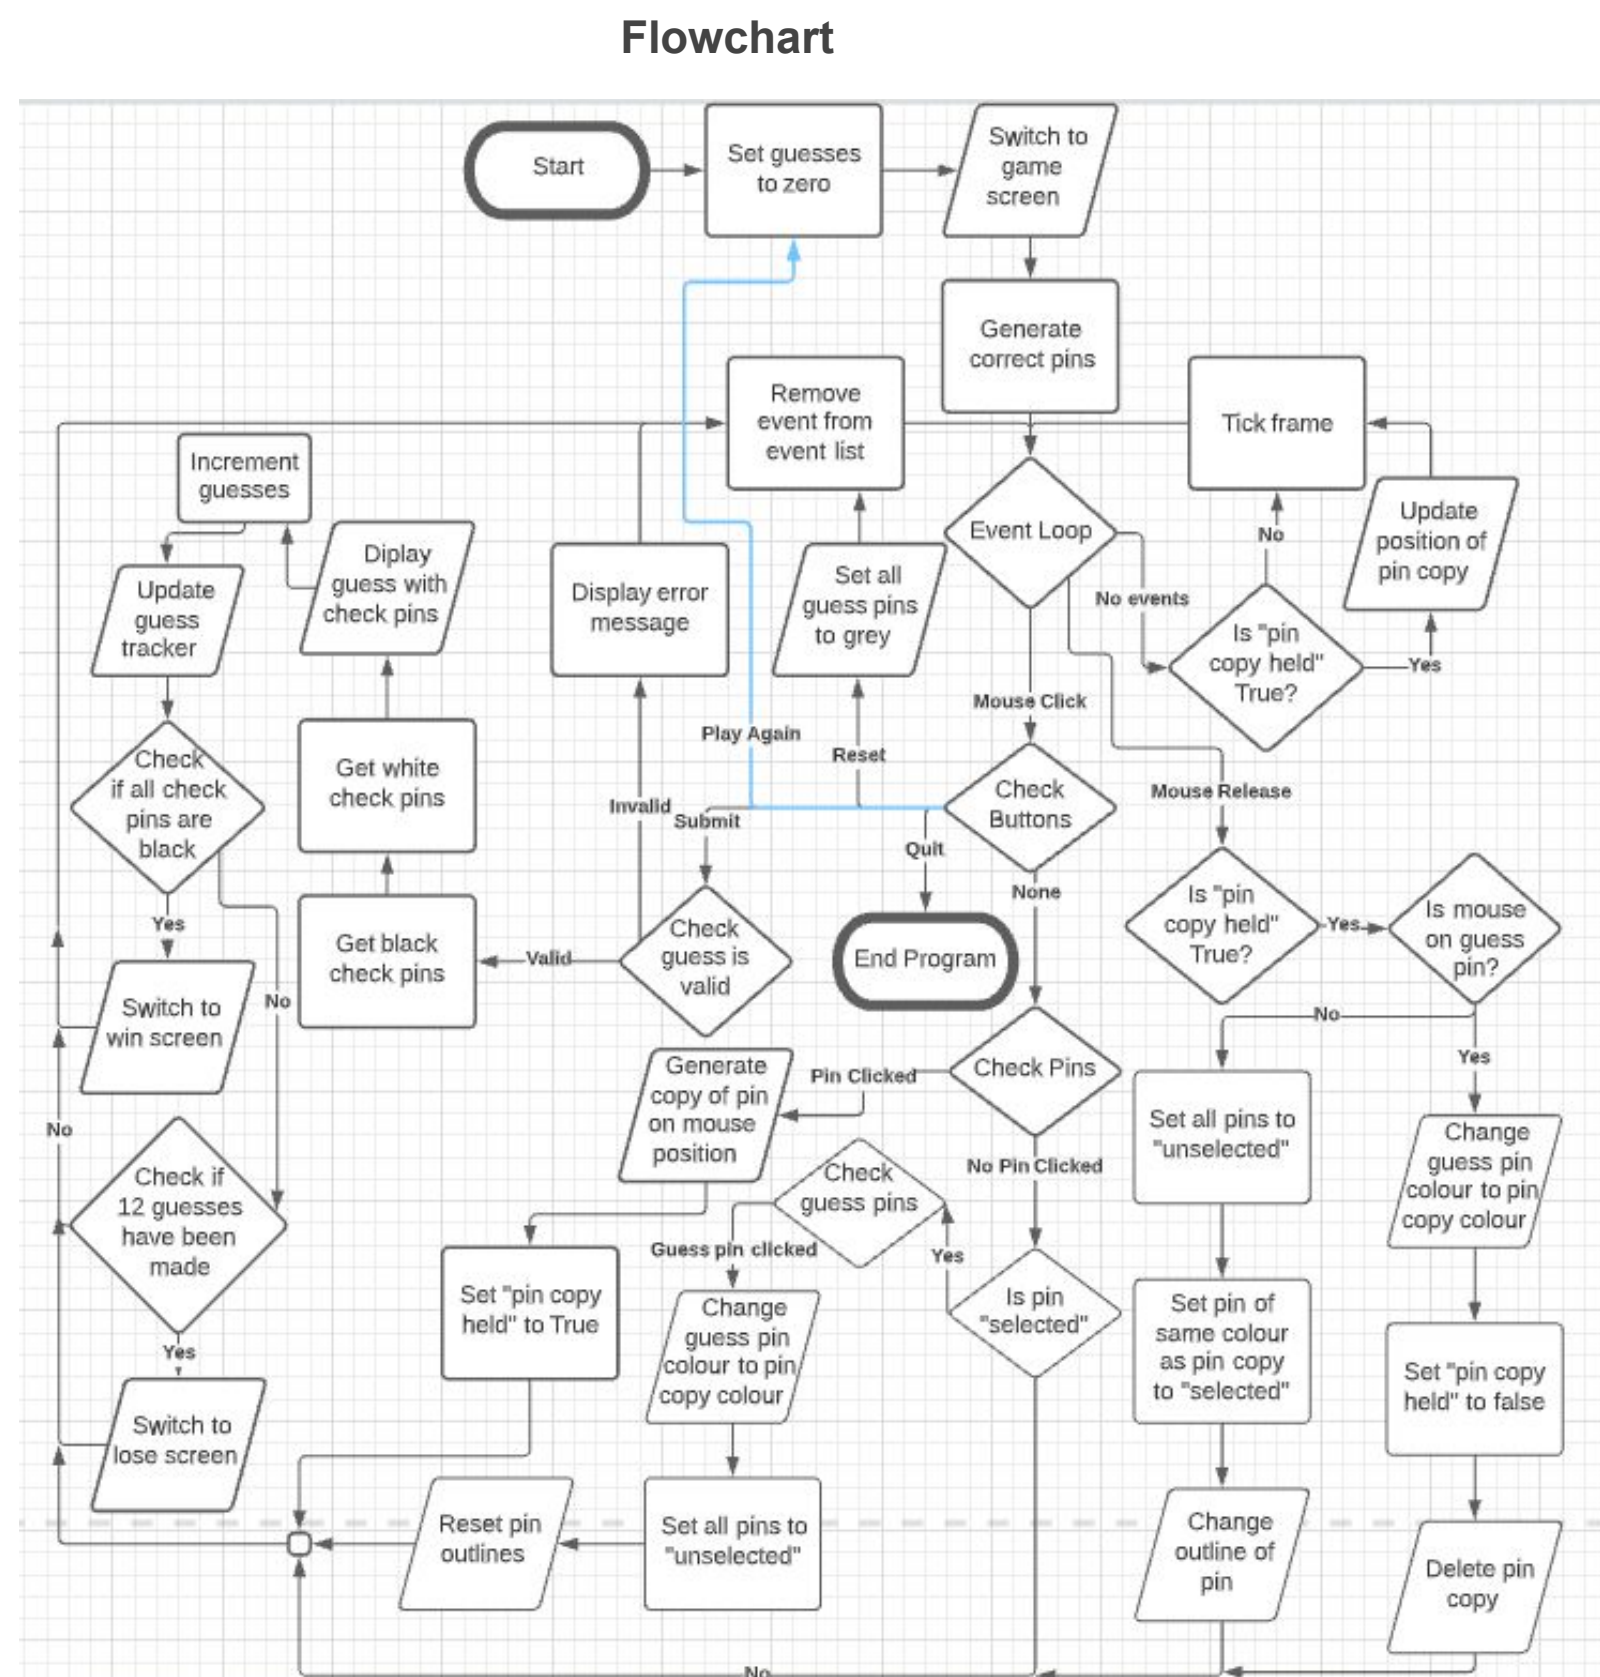 Flowchart
Start
Set guesses
to zero
Switch to
game
screen
Generate
correct pins
Remove
event from
event list
Tick frame
Increment
guesses
Event Loop
Update
position of
pin copy
No
Diplay
guess with
check pins
Display error
message
Set all
guess pins
to grey
Update
guess
tracker
No events
Is "pin
copy held"
True?
Yes
Mouse Click
Play Again
Reset
Check
if all check
pins are
black
Get white
check pins
Invalid
Submit
Check
Buttons
Mouse Release
Quit
None
Yes
Get black
check pins
Valid
Check
guess is
valid
End Program
Is "pin
copy held"
True?
Yes
Is mouse
on guess
pin?
Switch to
win screen
No
No
Yes
Generate
copy of pin
on mouse
position
Pin Clicked
Check Pins
Set all pins to
"unselected"
No
Check if
12 guesses
have been
made
Check
guess pins
No Pin Clicked
Change
guess pin
colour to pin
copy colour
Guess pin clicked
Yes
Set "pin copy
held" to True
Change
guess pin
colour to pin
copy colour
Is pin
"selected"
Set pin of
same colour
as pin copy
to "selected"
Set "pin copy
held" to false
Yes
Switch to
lose screen
Reset pin
outlines
Set all pins to
"unselected"
Change
outline of
pin
Delete pin
copy
No